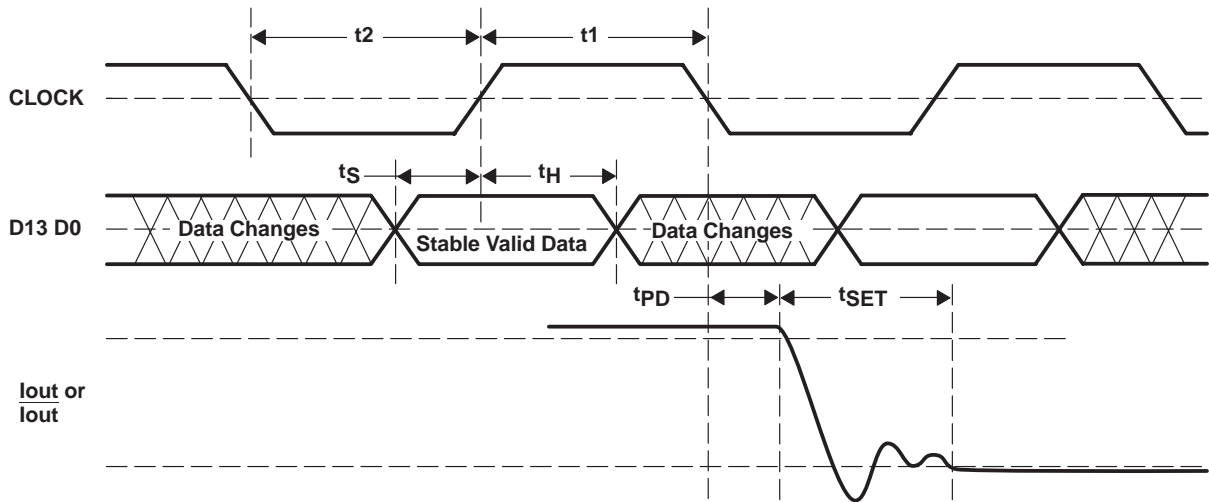 t2 t1
CLOCK
tS tH
D13 D0 Data Changes Stable Valid Data Data Changes
tPD tSET
Iout or
Iout